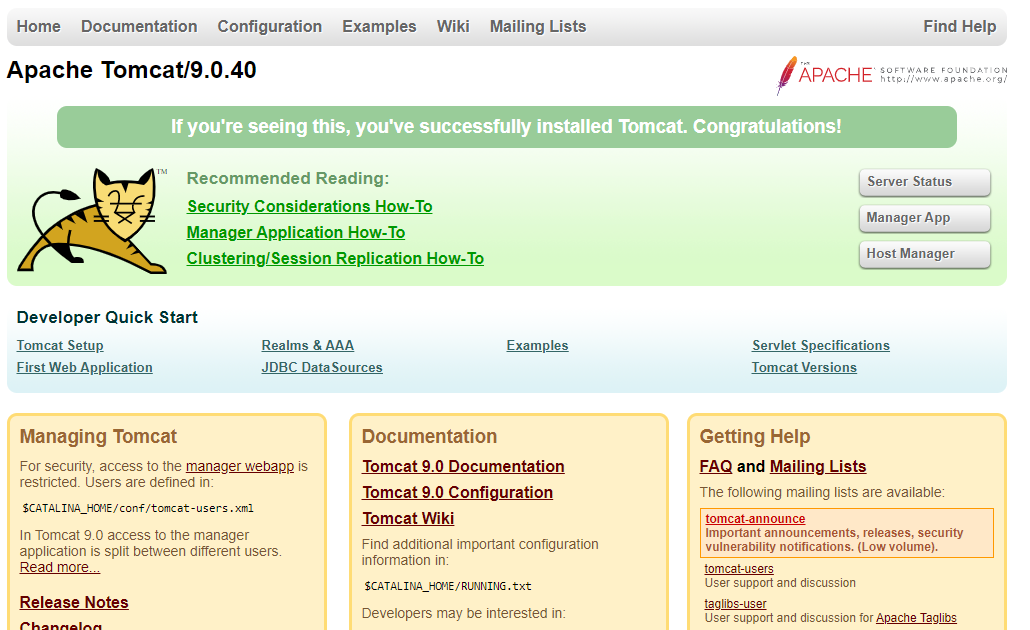 Home Documentation Configuration Examples Wiki Mailing Lists Find Help
Apache Tomcat/9.0.40
THE APACHE SOFTWARE FOUNDATION
http://www.apache.org/
If you're seeing this, you've successfully installed Tomcat. Congratulations!
TM
Recommended Reading:
Security Considerations How-To
Manager Application How-To
Clustering/Session Replication How-To
Server Status
Manager App
Host Manager
Developer Quick Start
Tomcat Setup
First Web Application
Realms & AAA
JDBC DataSources
Examples
Servlet Specifications
Tomcat Versions
Managing Tomcat
For security, access to the manager webapp is
restricted. Users are defined in:
$CATALINA_HOME/conf/tomcat-users.xml
In Tomcat 9.0 access to the manager
application is split between different users.
Read more...
Release Notes
Changelog
Documentation
Tomcat 9.0 Documentation
Tomcat 9.0 Configuration
Tomcat Wiki
Find additional important configuration
information in:
$CATALINA_HOME/RUNNING.txt
Developers may be interested in:
Getting Help
FAQ and Mailing Lists
The following mailing lists are available:
tomcat-announce
Important announcements, releases, security
vulnerability notifications. (Low volume).
tomcat-users
User support and discussion
taglibs-user
User support and discussion for Apache Taglibs